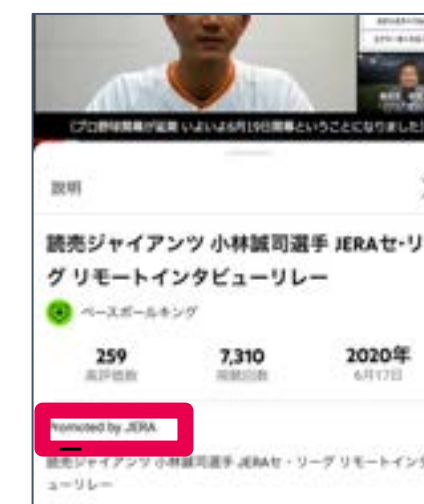 (プロ野球開幕が延期 いよいよ6月19日開幕ということになりました)
説明
読売ジャイアンツ 小林誠司選手 JERAセ・リ
グ リモートインタビューリレー
ベースボールキング
259
7,310
2020年
高評価数
視聴回数
6月17日
Promoted by JERA
読売ジャイアンツ 小林誠司選手 JERAセ・リーグ リモートインタ
ューリレー